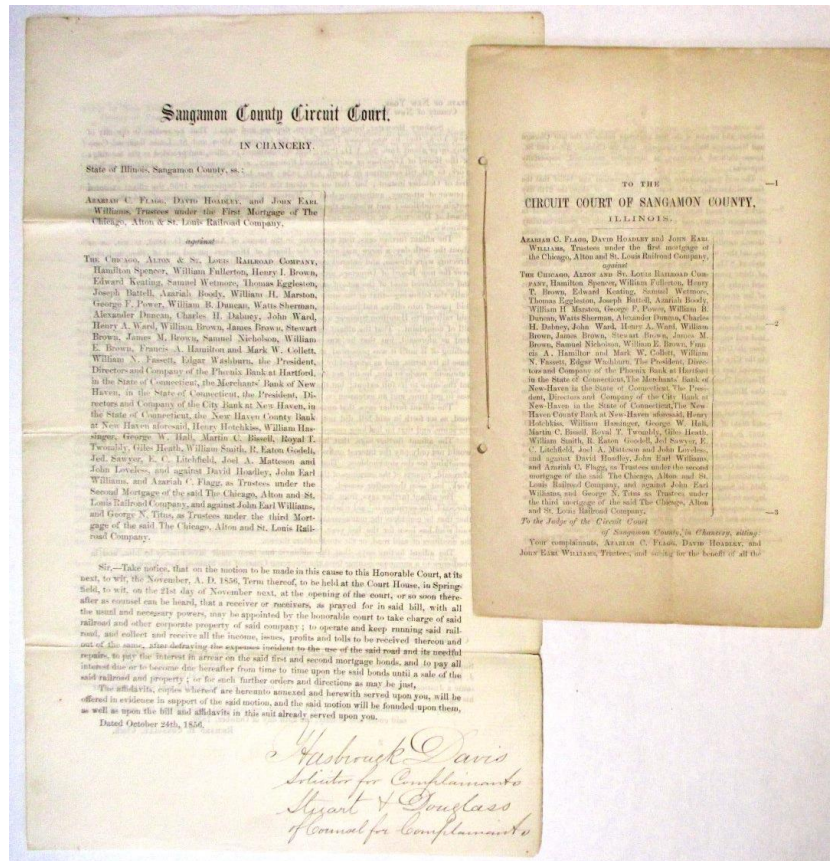 Sangamon County Circuit Court.
IN CHANCERY.
State of Illinois, Sangamon County, ss.:
AZARIAH C. FLAGG, DAVID HOADLEY, and JOHN EARL
Williams, Trustees under the First Mortgage of The
Chicago, Alton & St. Louis Railroad Company,
against
THE CHICAGO, ALTON & ST. LOUIS RAILROAD COMPANY,
Hamilton Spencer, William Fullerton, Henry I. Brown,
Edward Keating, Samuel Wetmore, Thomas Eggleston,
Joseph Battell, Azariah Boody, William H. Marston,
George F. Power, William B. Duncan, Watts Sherman,
Alexander Duncan, Charles H. Dabney, John Ward,
Henry A. Ward, William Brown, James Brown, Stewart
Brown, James M. Brown, Samuel Nicholson, William
E. Brown, Francis A. Hamilton and Mark W. Collett,
William N. Fassett, Edgar Washburn, the President,
Directors and Company of the Phœnix Bank at Hartford,
in the State of Connecticut, the Merchants' Bank of New
Haven, in the State of Connecticut, the President, Di-
rectors and Company of the City Bank at New Haven, in
the State of Connecticut, the New Haven County Bank
at New Haven aforesaid, Henry Hotchkiss, William Has-
singer, George W. Hall, Martin C. Bissell, Royal T.
Twombly, Giles Heath, William Smith, R. Eaton Godell,
Jed. Sawyer, E. C. Litchfield, Joel A. Matteson and
John Loveless, and against David Hoadley, John Earl
Williams, and Azariah C. Flagg, as Trustees under the
Second Mortgage of the said The Chicago, Alton and St.
Louis Railroad Company, and against John Earl Williams,
and George N. Titus, as Trustees under the third Mort-
gage of the said The Chicago, Alton and St. Louis Rail-
road Company.
Sir,—Take notice, that on the motion to be made in this cause to this Honorable Court, at its
next, to wit, the November, A. D. 1856, Term thereof, to be held at the Court House, in Spring-
field, to wit, on the 21st day of November next, at the opening of the court, or so soon there-
after as counsel can be heard, that a receiver or receivers, as prayed for in said bill, with all
the usual and necessary powers, may be appointed by the honorable court to take charge of said
railroad and other corporate property of said company; to operate and keep running said rail-
road, and collect and receive all the income, issues, profits and tolls to be received thereon and
out of the same, after defraying the expenses incident to the use of the said road and its needful
repairs, to pay the interest in arrear on the said first and second mortgage bonds, and to pay all
interest due or to become due hereafter from time to time upon the said bonds until a sale of the
said railroad and property; or for such further orders and directions as may be just,
The affidavits, copies whereof are hereunto annexed and herewith served upon you, will be
offered in evidence in support of the said motion, and the said motion will be founded upon them,
as well as upon the bill and affidavits in this suit already served upon you.
Dated October 24th, 1856.
Hasbrouck Davis
Solicitor for Complainants
Stuart & Douglass
of Counsel for Complainants
TO THE
CIRCUIT COURT OF SANGAMON COUNTY,
ILLINOIS.
AZARIAH C. FLAGG, DAVID HOADLEY and JOHN EARL
WILLIAMS, Trustees under the first mortgage of
the Chicago, Alton and St. Louis Railroad Company,
against
THE CHICAGO, ALTON AND ST. LOUIS RAILROAD COM-
PANY, Hamilton Spencer, William Fullerton, Henry
T. Brown, Edward Keating, Samuel Wetmore,
Thomas Eggleston, Joseph Battell, Azariah Boody,
William H. Marston, George F. Power, William B.
Duncan, Watts Sherman, Alexander Duncan, Charles
H. Dabney, John Ward, Henry A. Ward, William
Brown, James Brown, Stewart Brown, James M.
Brown, Samuel Nicholson, William E. Brown, Fran-
cis A. Hamilton and Mark W. Collett, William
N. Fassett, Edgar Washburn, The President, Direc-
tors and Company of the Phœnix Bank at Hartford
in the State of Connecticut, The Merchants' Bank of
New-Haven in the State of Connecticut, The Presi-
dent, Directors and Company of the City Bank at
New-Haven in the State of Connecticut, The New-
Haven County Bank at New-Haven aforesaid, Henry
Hotchkiss, William Hassinger, George W. Hall,
Martin C. Bissell, Royal T. Twombly, Giles Heath,
William Smith, R. Eaton Goodell, Jed Sawyer, E.
C. Litchfield, Joel A. Matteson and John Loveless,
and against David Hoadley, John Earl Williams,
and Azariah C. Flagg, as Trustees under the second
mortgage of the said The Chicago, Alton and St.
Louis Railroad Company, and against John Earl
Williams, and George N. Titus as Trustees under
the third mortgage of the said The Chicago, Alton
and St. Louis Railroad Company.
To the Judge of the Circuit Court
of Sangamon County, in Chancery, sitting:
Your complainants, AZARIAH C. FLAGG, DAVID HOADLEY, and
JOHN EARL WILLIAMS, Trustees, and suing for the benefit of all the
—1
—2
—3